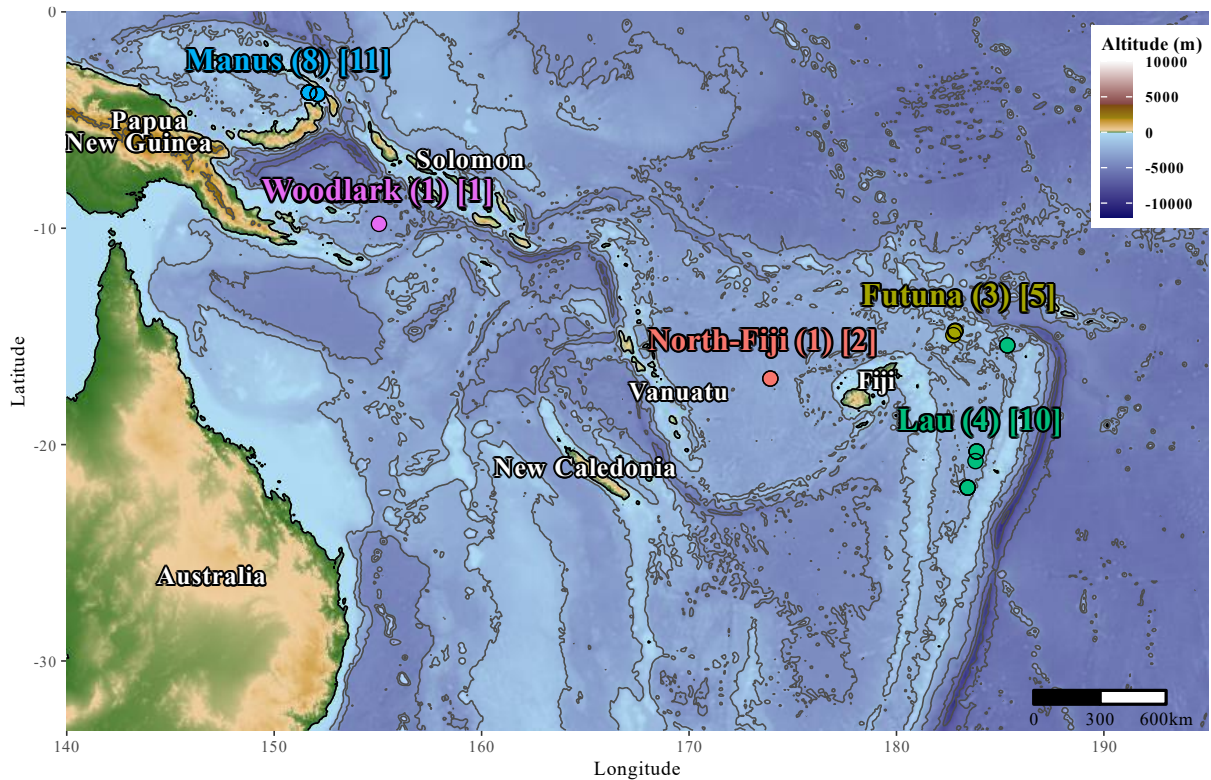 0
Altitude (m)
10000
5000
0
-5000
-10000
Manus (8) [11]
Papua
New Guinea
Solomon
Woodlark (1) [1]
-10
Futuna (3) [5]
North-Fiji (1) [2]
Fiji
Vanuatu
Lau (4) [10]
-20
New Caledonia
Australia
-30
0
300
600km
140
150
160
170
180
190
Longitude
Latitude